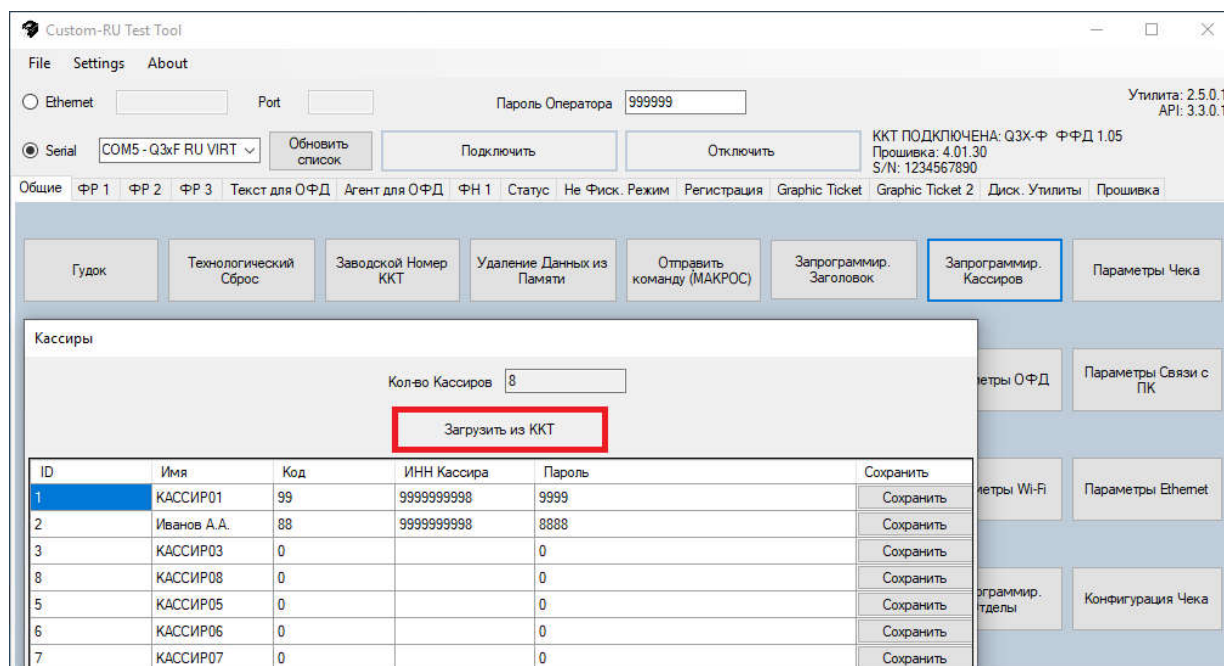 Custom-RU Test Tool
File Settings About
Ethernet Port Пароль Оператора 999999
Утилита: 2.5.0.1
API: 3.3.0.1
Serial COM5 - Q3xF RU VIRT Обновить список Подключить Отключить
ККТ ПОДКЛЮЧЕНА: Q3X-Ф ФФД 1.05
Прошивка: 4.01.30
S/N: 1234567890
Общие ФР 1 ФР 2 ФР 3 Текст для ОФД Агент для ОФД ФН 1 Статус Не Фиск. Режим Регистрация Graphic Ticket Graphic Ticket 2 Диск. Утилиты Прошивка
Гудок
Технологический
Сброс
Заводской Номер
ККТ
Удаление Данных из
Памяти
Отправить
команду (МАКРОС)
Запрограммир.
Заголовок
Запрограммир.
Кассиров
Параметры Чека
Кассиры
Кол-во Кассиров 8
Загрузить из ККТ
етры ОФД
Параметры Связи с
ПК
ID Имя Код ИНН Кассира Пароль Сохранить
1 КАССИР01 99 9999999998 9999 Сохранить
2 Иванов А.А. 88 9999999998 8888 Сохранить
3 КАССИР03 0 0 Сохранить
8 КАССИР08 0 0 Сохранить
5 КАССИР05 0 0 Сохранить
6 КАССИР06 0 0 Сохранить
7 КАССИР07 0 0 Сохранить
метры Wi-Fi
Параметры Ethernet
ограммир.
тделы
Конфигурация Чека